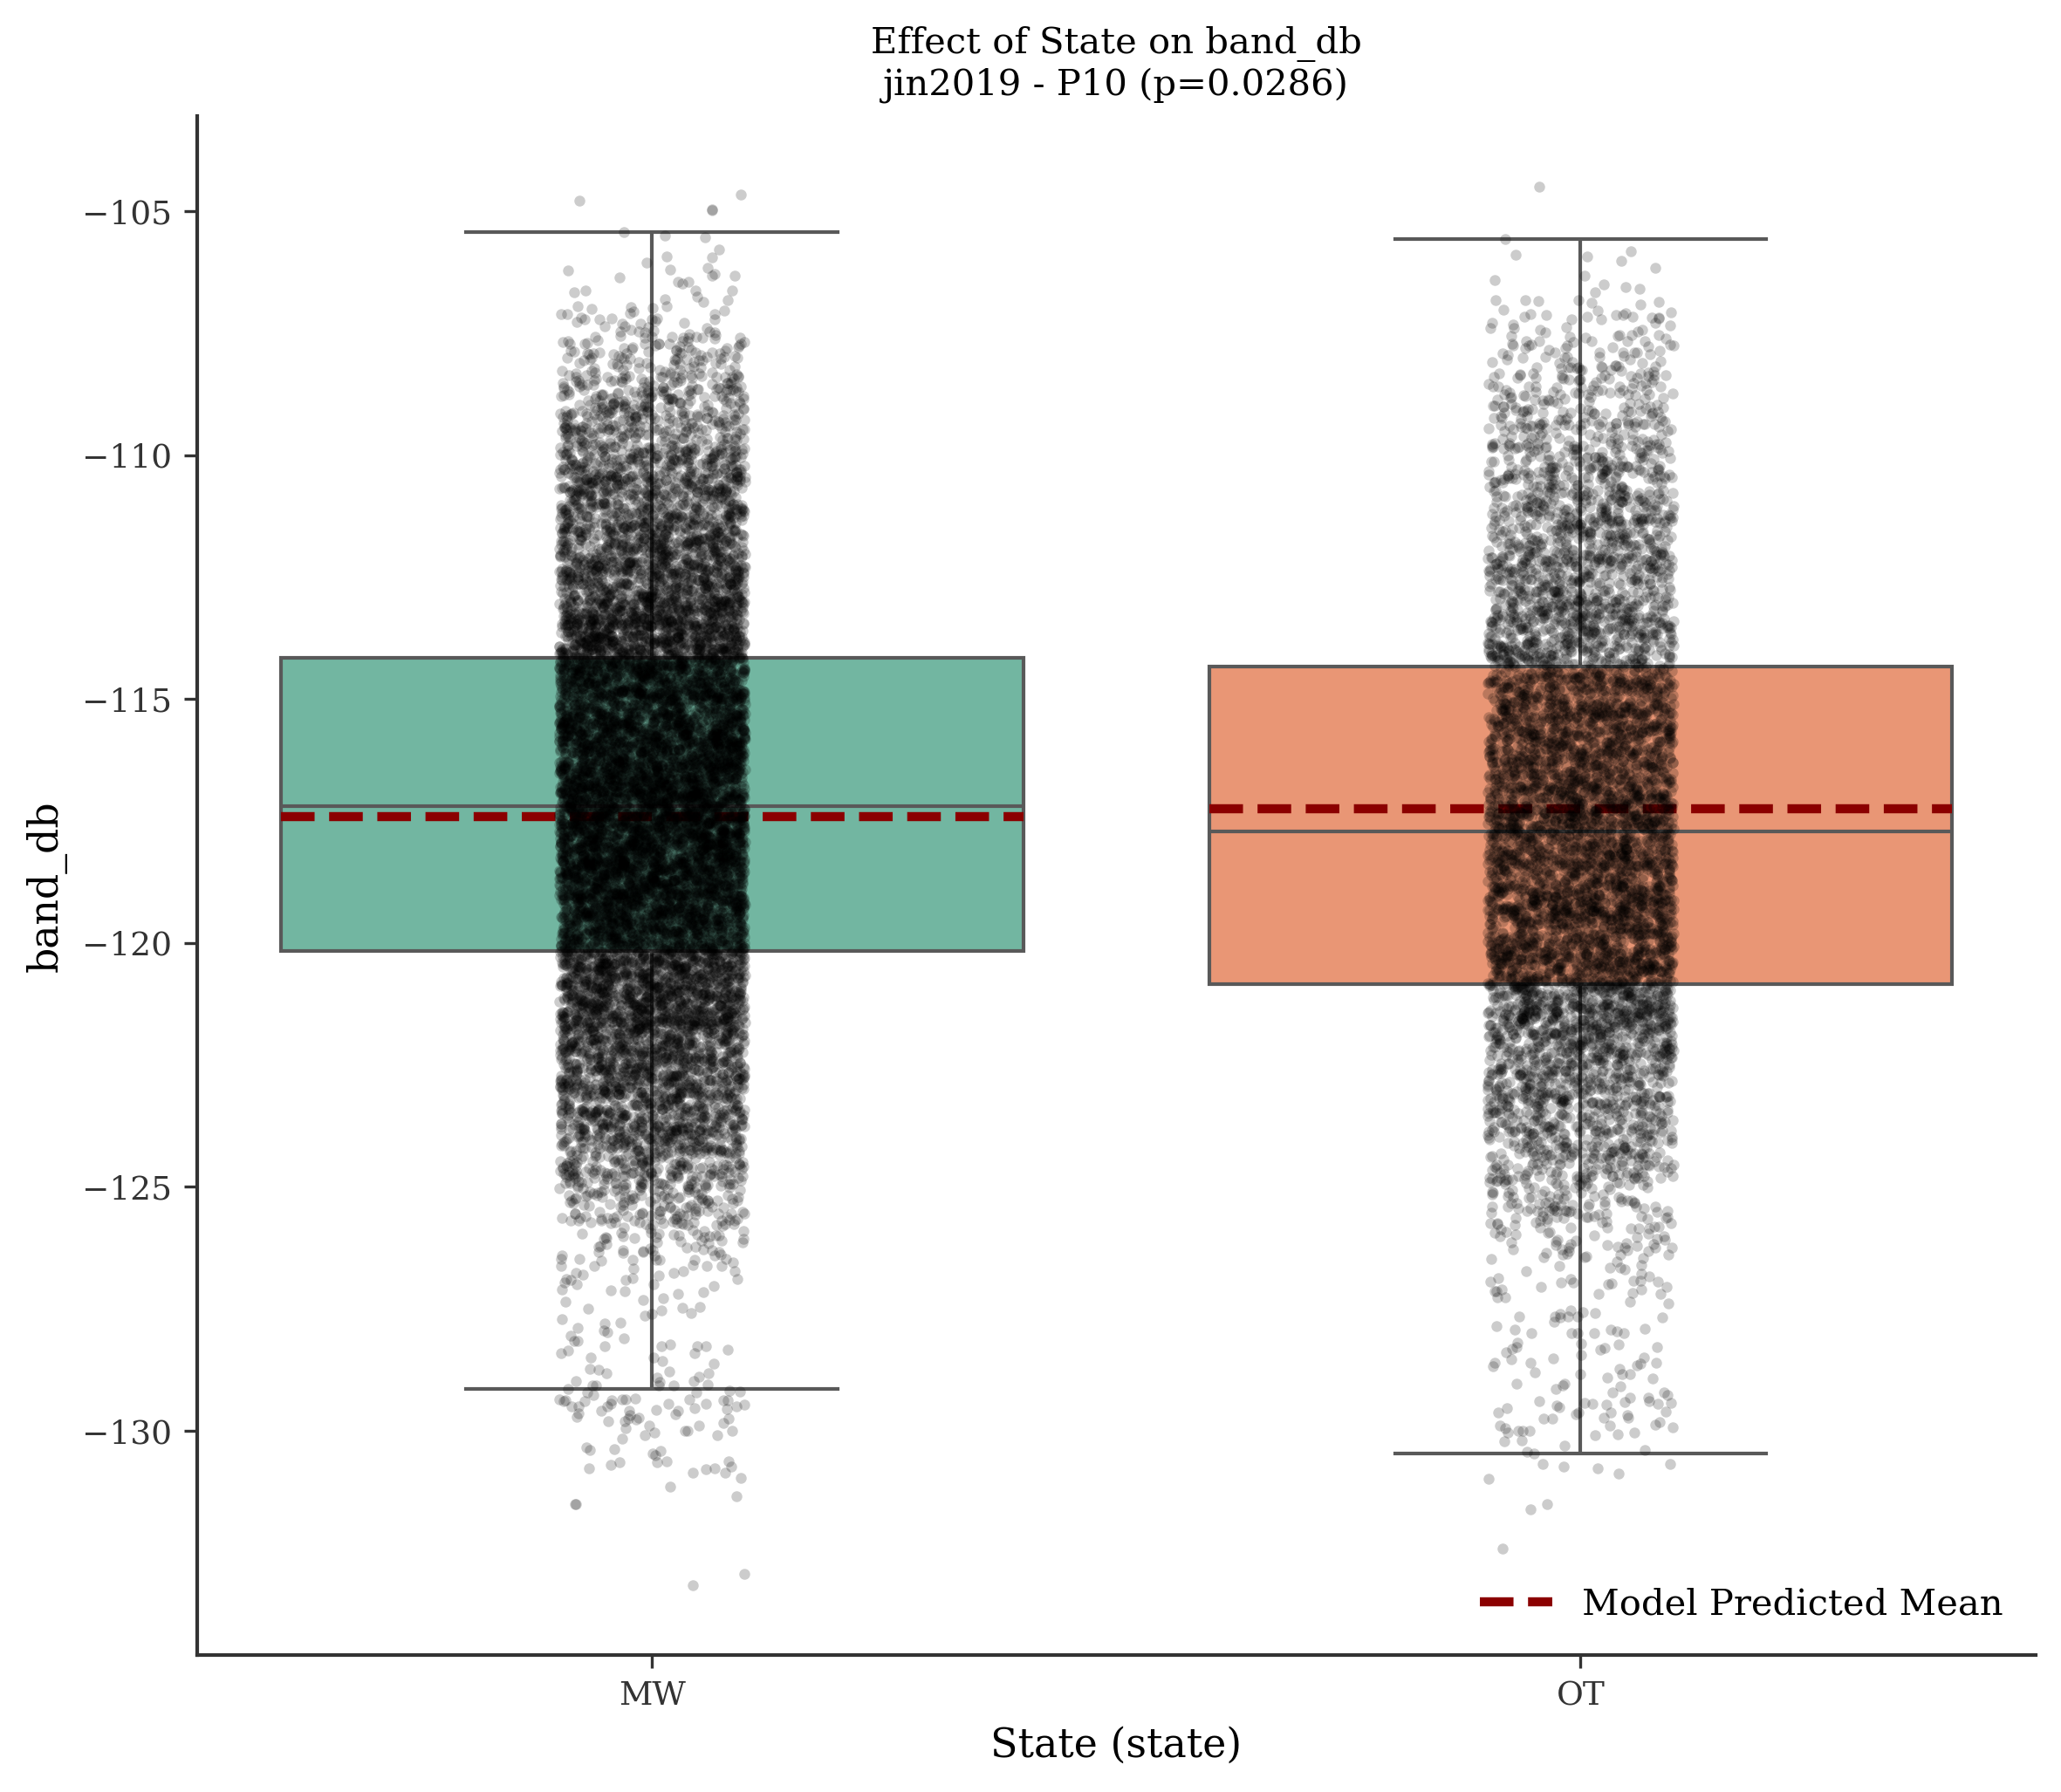 Effect of State on band_db
jin2019 - P10 (p=0.0286)
band_db
−105
−110
−115
−120
−125
−130
Model Predicted Mean
MW
OT
State (state)